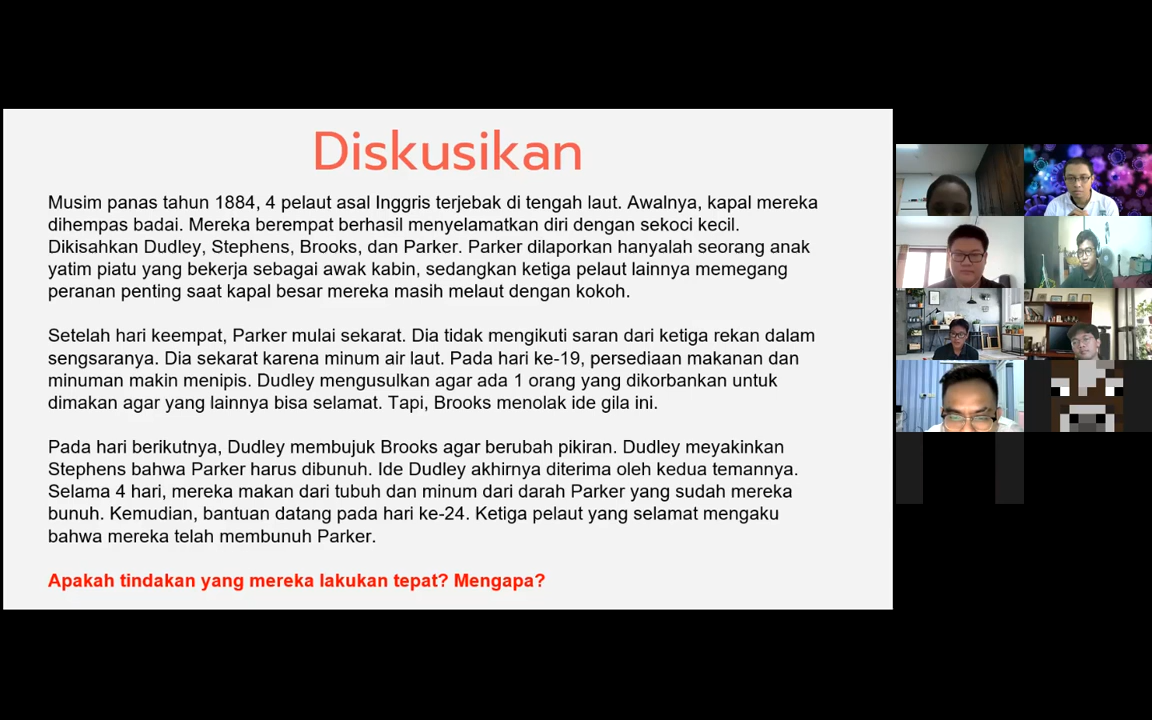 Diskusikan
Musim panas tahun 1884, 4 pelaut asal Inggris terjebak di tengah laut. Awalnya, kapal mereka
dihempas badai. Mereka berempat berhasil menyelamatkan diri dengan sekoci kecil.
Dikisahkan Dudley, Stephens, Brooks, dan Parker. Parker dilaporkan hanyalah seorang anak
yatim piatu yang bekerja sebagai awak kabin, sedangkan ketiga pelaut lainnya memegang
peranan penting saat kapal besar mereka masih melaut dengan kokoh.
Setelah hari keempat, Parker mulai sekarat. Dia tidak mengikuti saran dari ketiga rekan dalam
sengsaranya. Dia sekarat karena minum air laut. Pada hari ke-19, persediaan makanan dan
minuman makin menipis. Dudley mengusulkan agar ada 1 orang yang dikorbankan untuk
dimakan agar yang lainnya bisa selamat. Tapi, Brooks menolak ide gila ini.
Pada hari berikutnya, Dudley membujuk Brooks agar berubah pikiran. Dudley meyakinkan
Stephens bahwa Parker harus dibunuh. Ide Dudley akhirnya diterima oleh kedua temannya.
Selama 4 hari, mereka makan dari tubuh dan minum dari darah Parker yang sudah mereka
bunuh. Kemudian, bantuan datang pada hari ke-24. Ketiga pelaut yang selamat mengaku
bahwa mereka telah membunuh Parker.
Apakah tindakan yang mereka lakukan tepat? Mengapa?